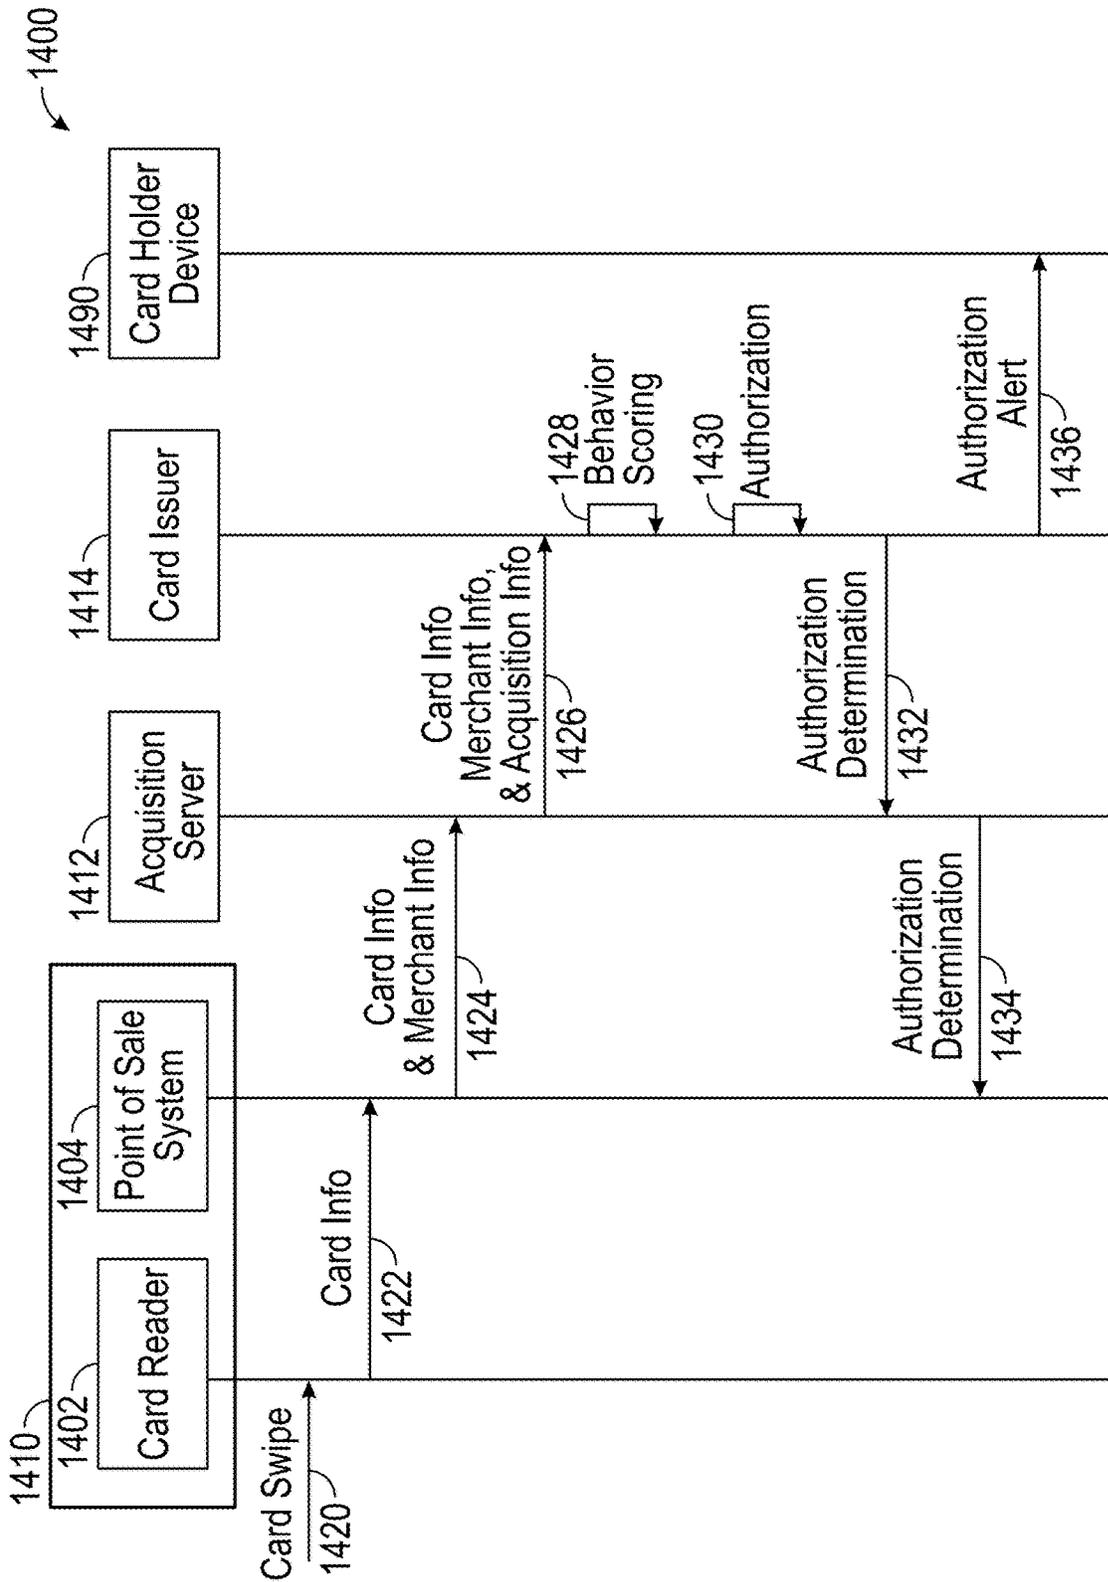 1400
1410
1402
Card Reader
1404
Point of Sale
System
1412
Acquisition
Server
1414
Card Issuer
1490
Card Holder
Device
Card Swipe
1420
Card Info
1422
Card Info
& Merchant Info
1424
Card Info
Merchant Info,
& Acquisition Info
1426
1428
Behavior
Scoring
1430
Authorization
Authorization
Determination
1432
Authorization
Determination
1434
Authorization
Alert
1436